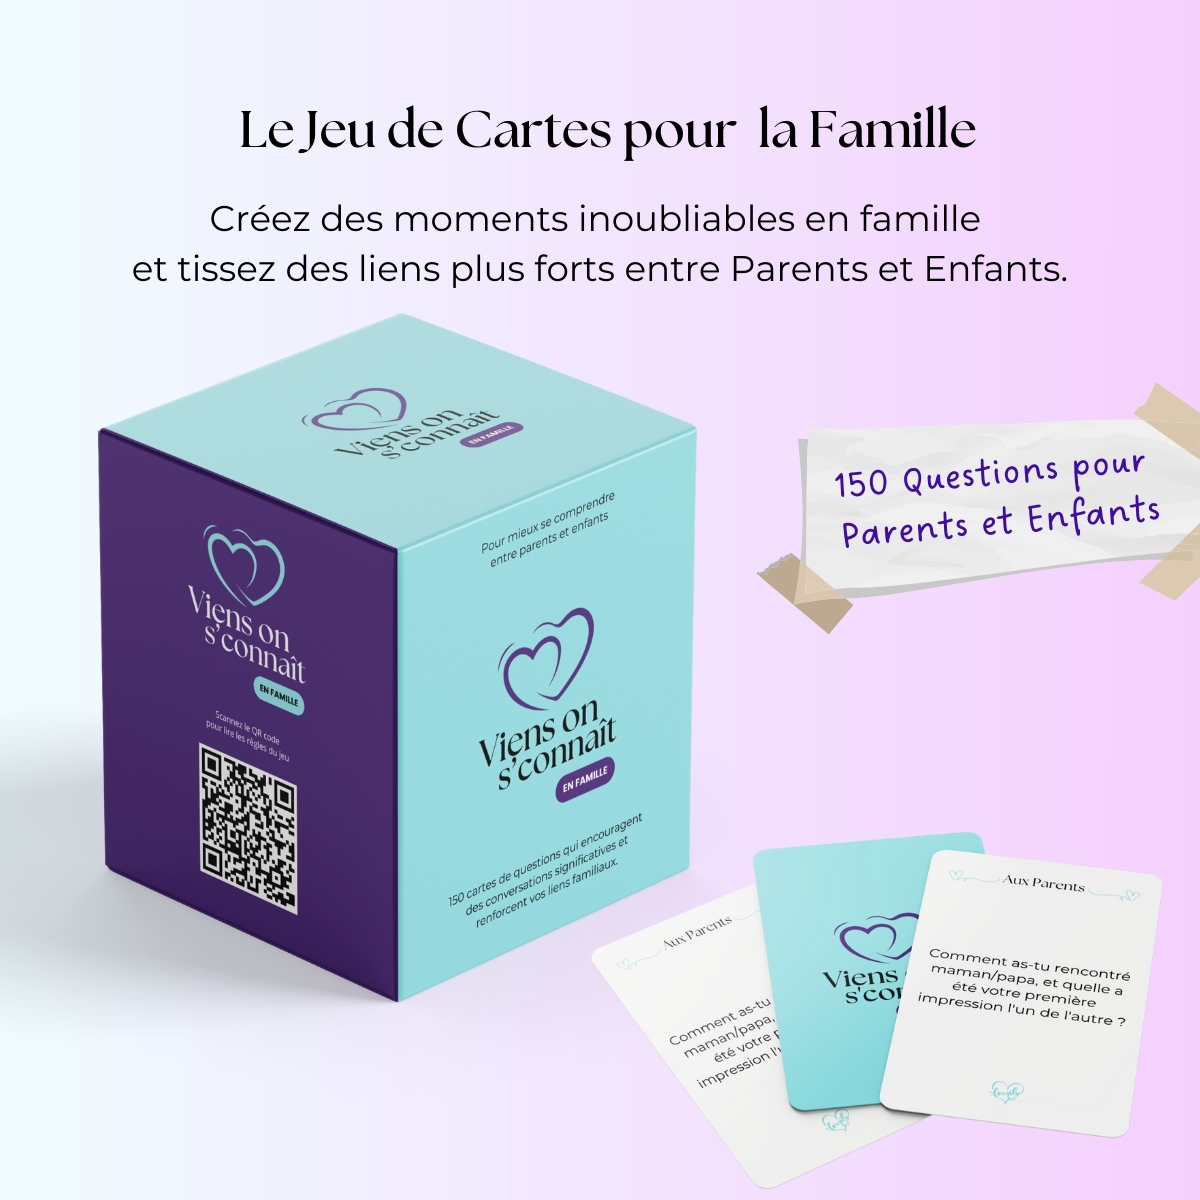 Le Jeu de Cartes pour la Famille
Créez des moments inoubliables en famille
et tissez des liens plus forts entre Parents et Enfants.
Viens on
s'connaît
EN FAMILLE
Viens on
s'connaît
EN FAMILLE
Scannez le QR code
pour lire les règles du jeu
Pour mieux se comprendre
entre parents et enfants
Viens on
s'connaît
EN FAMILLE
150 cartes de questions qui encouragent
des conversations significatives et
renforcent vos liens familiaux.
150 Questions pour
Parents et Enfants
Aux Parents
Comment as-tu
maman/papa,
été votre
impression l'
lovely
Viens
s'con
Aux Parents
Comment as-tu rencontré
maman/papa, et quelle a
été votre première
impression l'un de l'autre ?
lovely